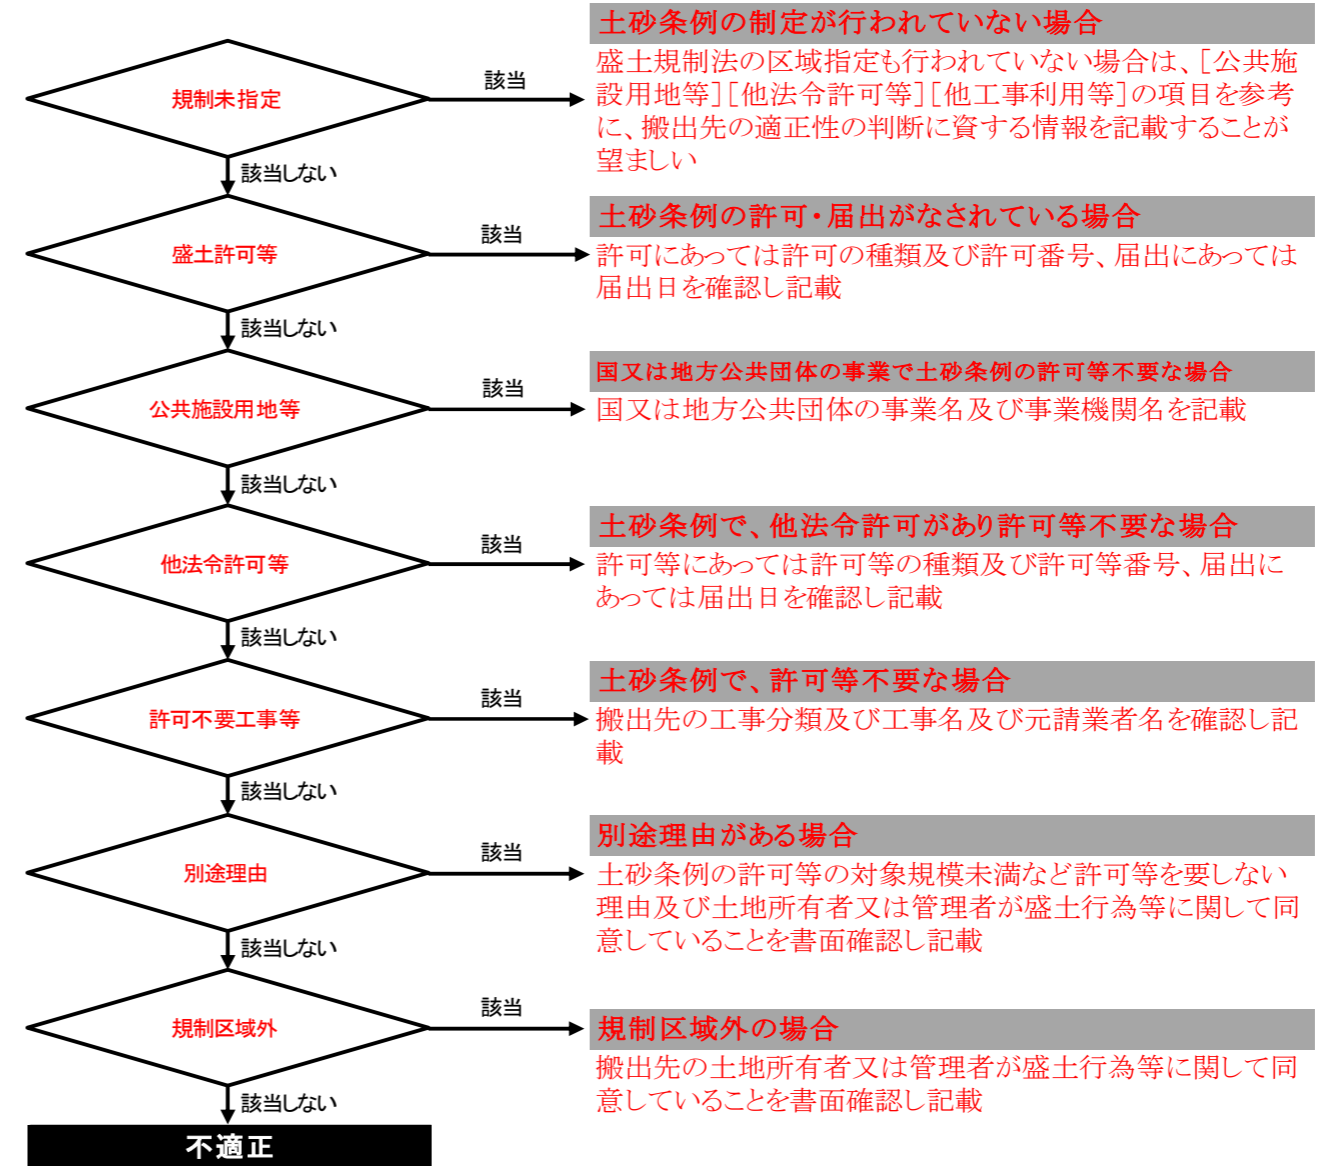 土砂条例の制定が行われていない場合
規制未指定
該当
盛土規制法の区域指定も行われていない場合は、［公共施
設用地等］［他法令許可等］［他工事利用等］の項目を参考
に、搬出先の適正性の判断に資する情報を記載することが
望ましい
該当しない
盛土許可等
該当
土砂条例の許可・届出がなされている場合
許可にあっては許可の種類及び許可番号、届出にあっては
届出日を確認し記載
該当しない
公共施設用地等
該当
国又は地方公共団体の事業で土砂条例の許可等不要な場合
国又は地方公共団体の事業名及び事業機関名を記載
該当しない
他法令許可等
該当
土砂条例で、他法令許可があり許可等不要な場合
許可等にあっては許可等の種類及び許可等番号、届出に
あっては届出日を確認し記載
該当しない
許可不要工事等
該当
土砂条例で、許可等不要な場合
搬出先の工事分類及び工事名及び元請業者名を確認し記
載
該当しない
別途理由
該当
別途理由がある場合
土砂条例の許可等の対象規模未満など許可等を要しない
理由及び土地所有者又は管理者が盛土行為等に関して同
意していることを書面確認し記載
該当しない
規制区域外
該当
規制区域外の場合
搬出先の土地所有者又は管理者が盛土行為等に関して同
意していることを書面確認し記載
該当しない
不適正